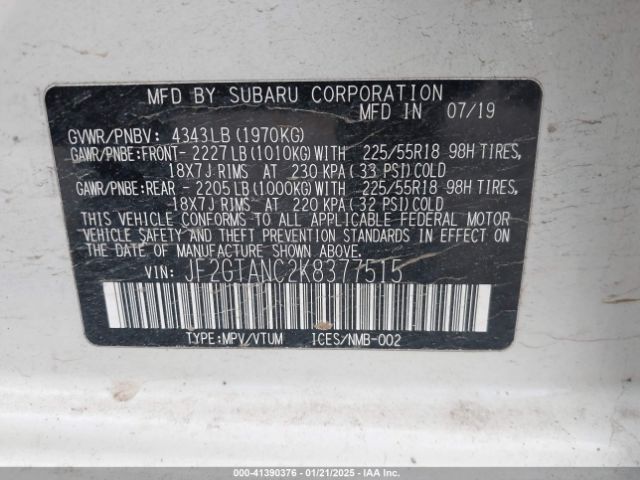 MFD BY SUBARU CORPORATION
MFD IN 07/19
GVWR/PNBV: 4343LB (1970KG)
GAWR/PNBE:FRONT- 2227LB (1010KG) WITH 225/55R18 98H TIRES,
18X7J RIMS AT 230 KPA (33 PSI) COLD
GAWR/PNBE:REAR - 2205LB (1000KG) WITH 225/55R18 98H TIRES,
18X7J RIMS AT 220 KPA (32 PSI) COLD
THIS VEHICLE CONFORMS TO ALL APPLICABLE FEDERAL MOTOR
VEHICLE SAFETY AND THEFT PREVENTION STANDARDS IN EFFECT
ON THE DATE OF MANUFACTURE SHOWN ABOVE.
VIN: JF2GTANC2K8377515
TYPE:MPV/VTUM ICES/NMB-002
000-41390376 · 01/21/2025 · IAAI.com